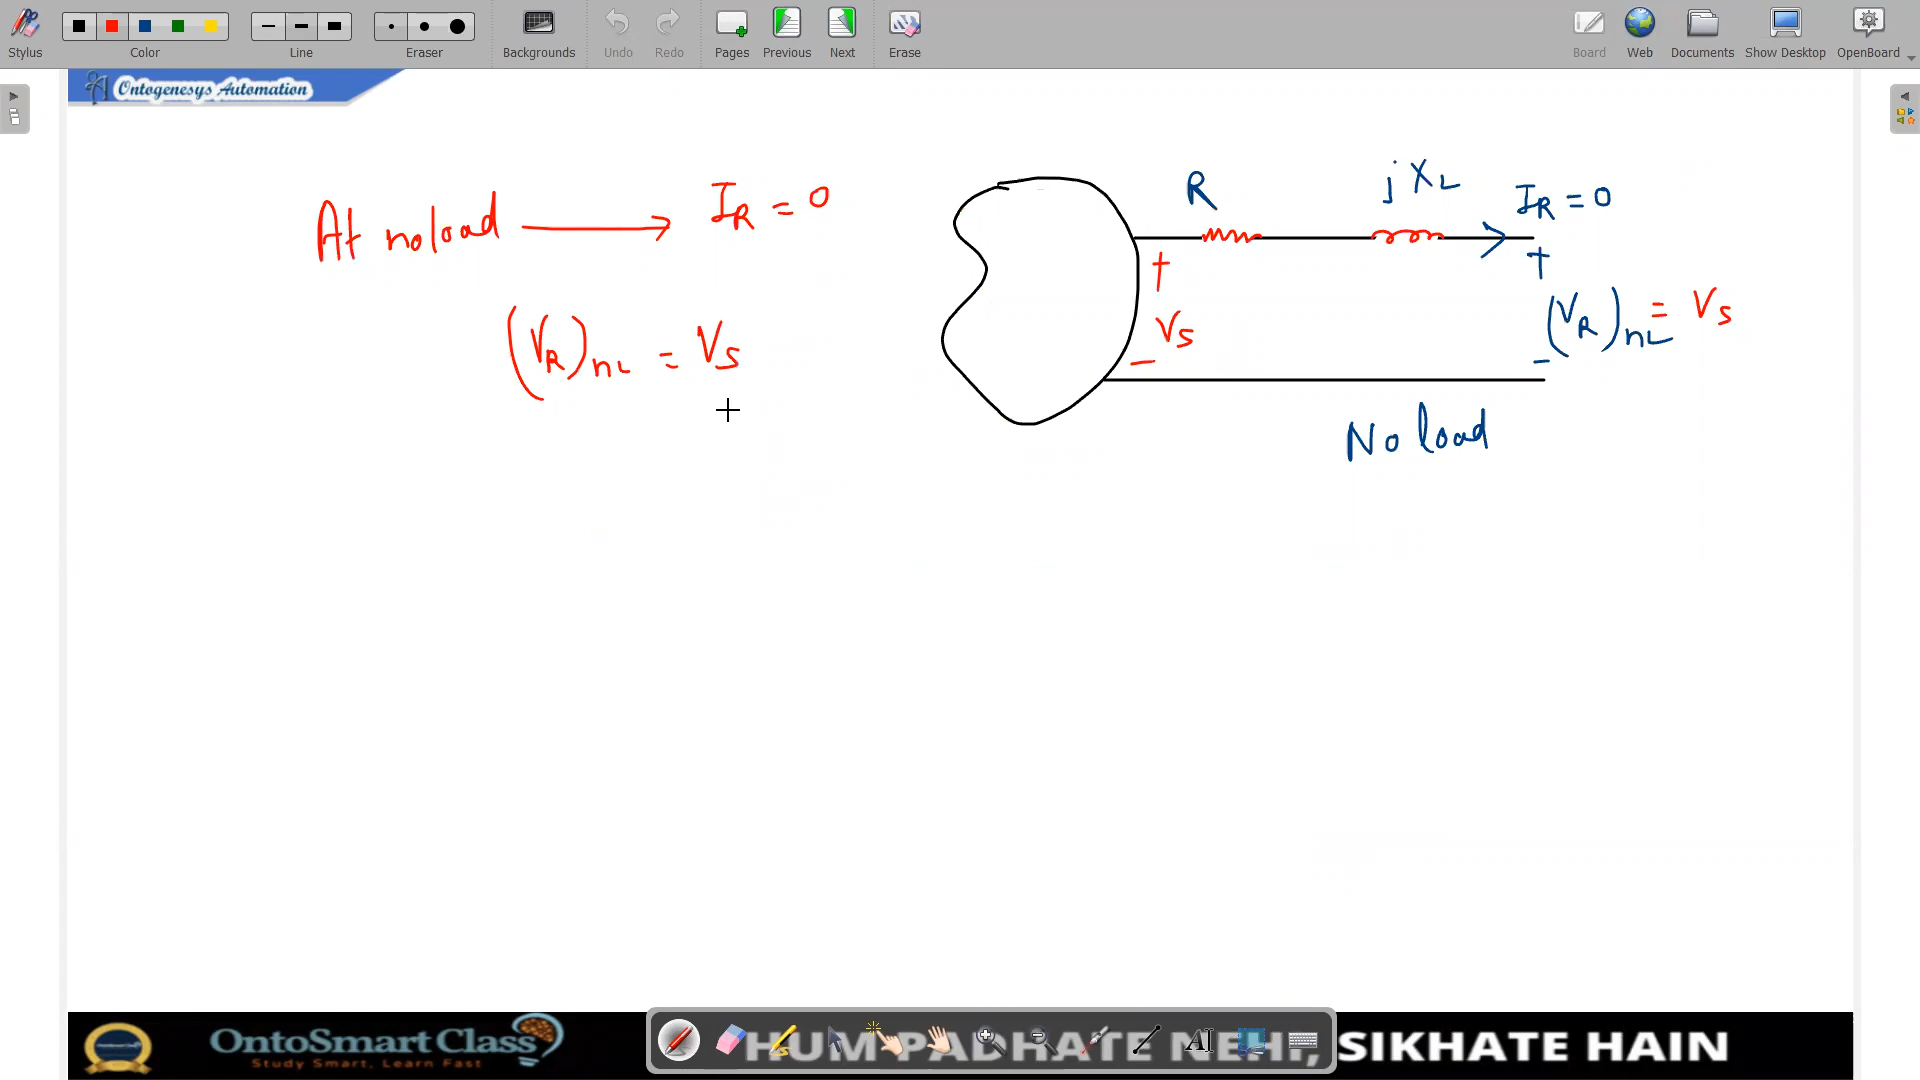 Stylus Color Line Eraser Backgrounds Undo Redo Pages Previous Next Erase Board Web Documents Show Desktop OpenBoard
Ontogenesys Automation
At no load → I_R = 0
(V_R)_nL = V_S
R jX_L I_R = 0
+ +
V_S (V_R)_nL = V_S
- -
No load
OntoSmart Class
Study Smart, Learn Fast
HUM PADHATE NEHI, SIKHATE HAIN